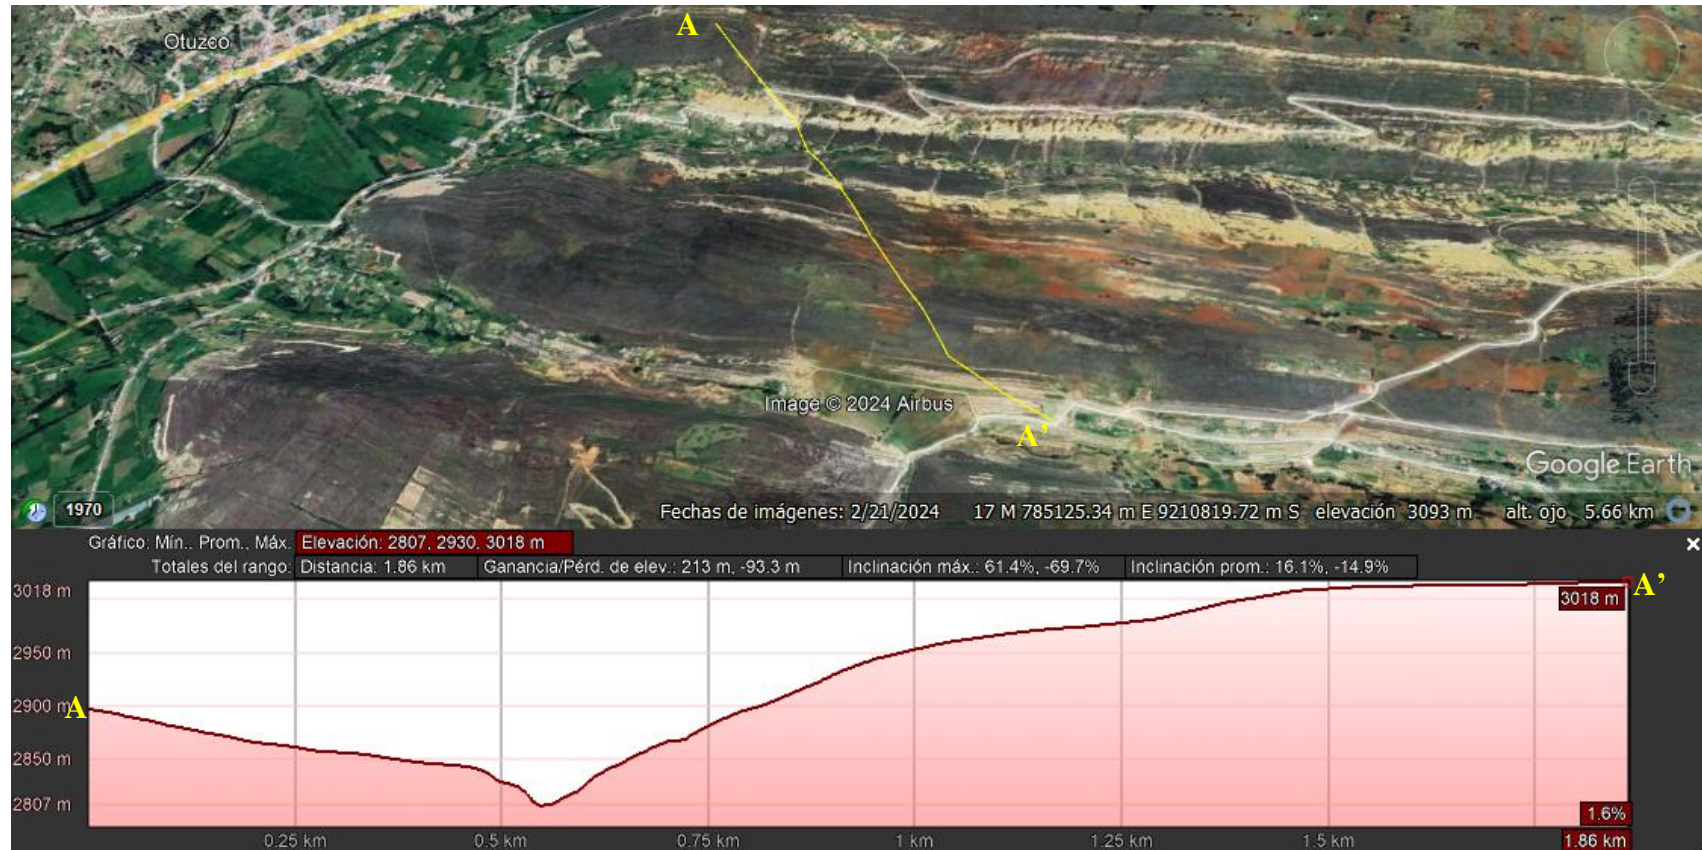 A
Otuzco
Image © 2024 Airbus
A’
Google Earth
1970
Fechas de imágenes: 2/21/2024 17 M 785125.34 m E 9210819.72 m S elevación 3093 m alt. ojo 5.66 km
Gráfico: Mín., Prom., Máx. Elevación: 2807, 2930, 3018 m
Totales del rango: Distancia: 1.86 km Ganancia/Pérd. de elev.: 213 m, -93.3 m Inclinación máx.: 61.4%, -69.7% Inclinación prom.: 16.1%, -14.9%
3018 m
A’
3018 m
2950 m
2900 m
A
2850 m
2807 m
1.6%
0.25 km 0.5 km 0.75 km 1 km 1.25 km 1.5 km 1.86 km